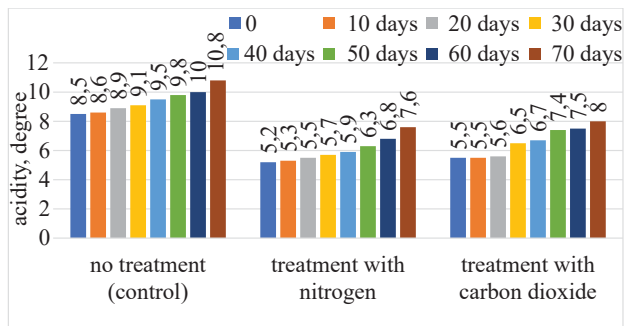 0 10 days 20 days 30 days
40 days 50 days 60 days 70 days
acidity, degree
12
10
8
6
4
2
0
8,5 8,6 8,9 9,1 9,5 9,8 10 10,8
5,2 5,3 5,5 5,7 5,9 6,3 6,8 7,6
5,5 5,5 5,6 6,5 6,7 7,4 7,5 8
no treatment
(control)
treatment with
nitrogen
treatment with
carbon dioxide